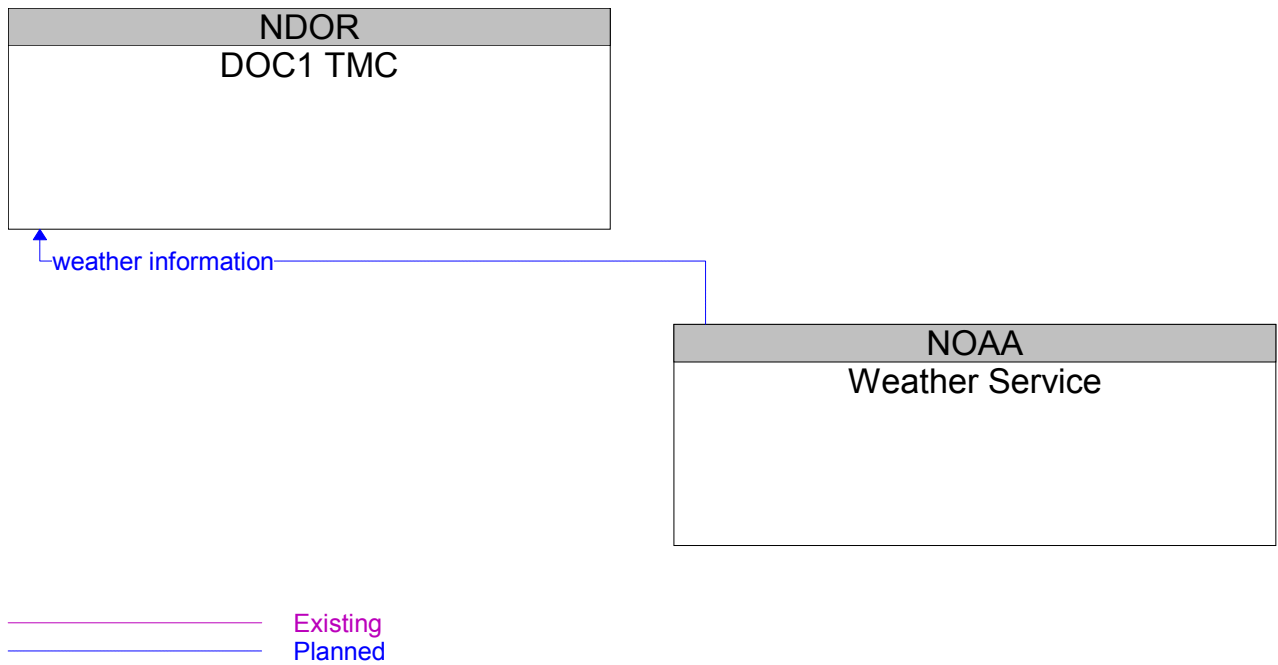 NDOR
DOC1 TMC
weather information
NOAA
Weather Service
Existing
Planned